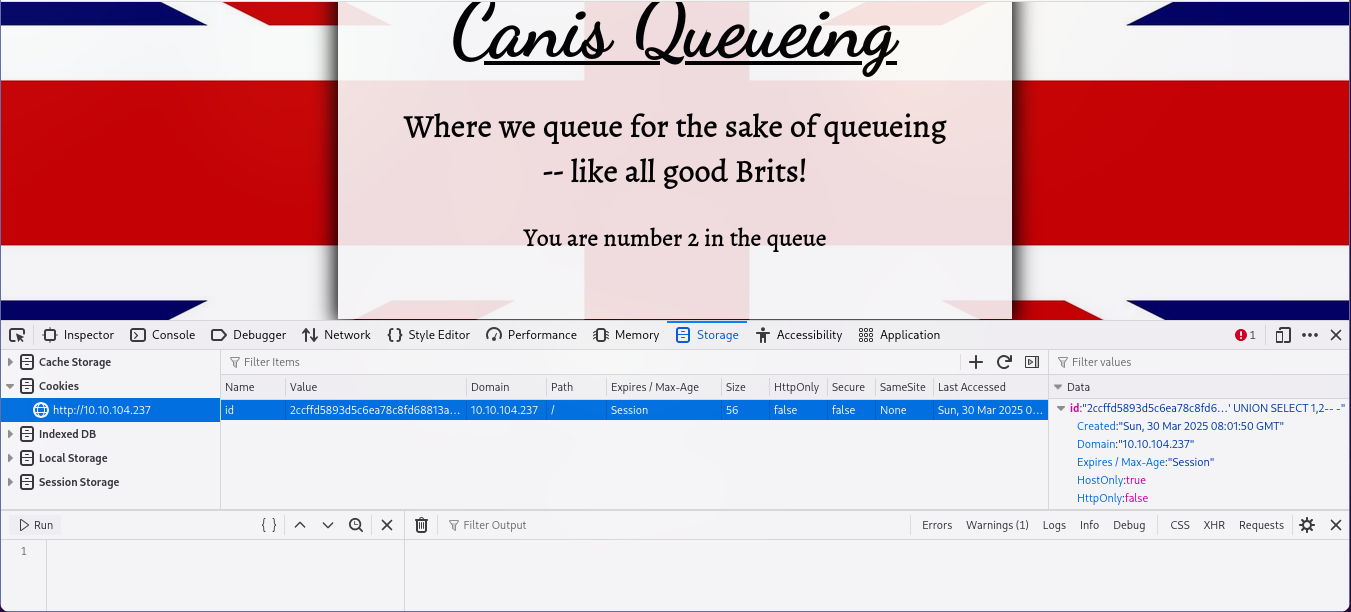 Canis Queueing
Where we queue for the sake of queueing
-- like all good Brits!
You are number 2 in the queue
Inspector Console Debugger Network {} Style Editor Performance Memory Storage Accessibility Application 1
Cache Storage
Cookies
http://10.10.104.237
Indexed DB
Local Storage
Session Storage
Filter Items
Name Value Domain Path Expires / Max-Age Size HttpOnly Secure SameSite Last Accessed
id 2ccffd5893d5c6ea78c8fd68813a... 10.10.104.237 / Session 56 false false None Sun, 30 Mar 2025 0...
Filter values
Data
id:"2ccffd5893d5c6ea78c8fd6...' UNION SELECT 1,2-- -"
Created:"Sun, 30 Mar 2025 08:01:50 GMT"
Domain:"10.10.104.237"
Expires / Max-Age:"Session"
HostOnly:true
HttpOnly:false
Run { } Filter Output Errors Warnings (1) Logs Info Debug CSS XHR Requests
1